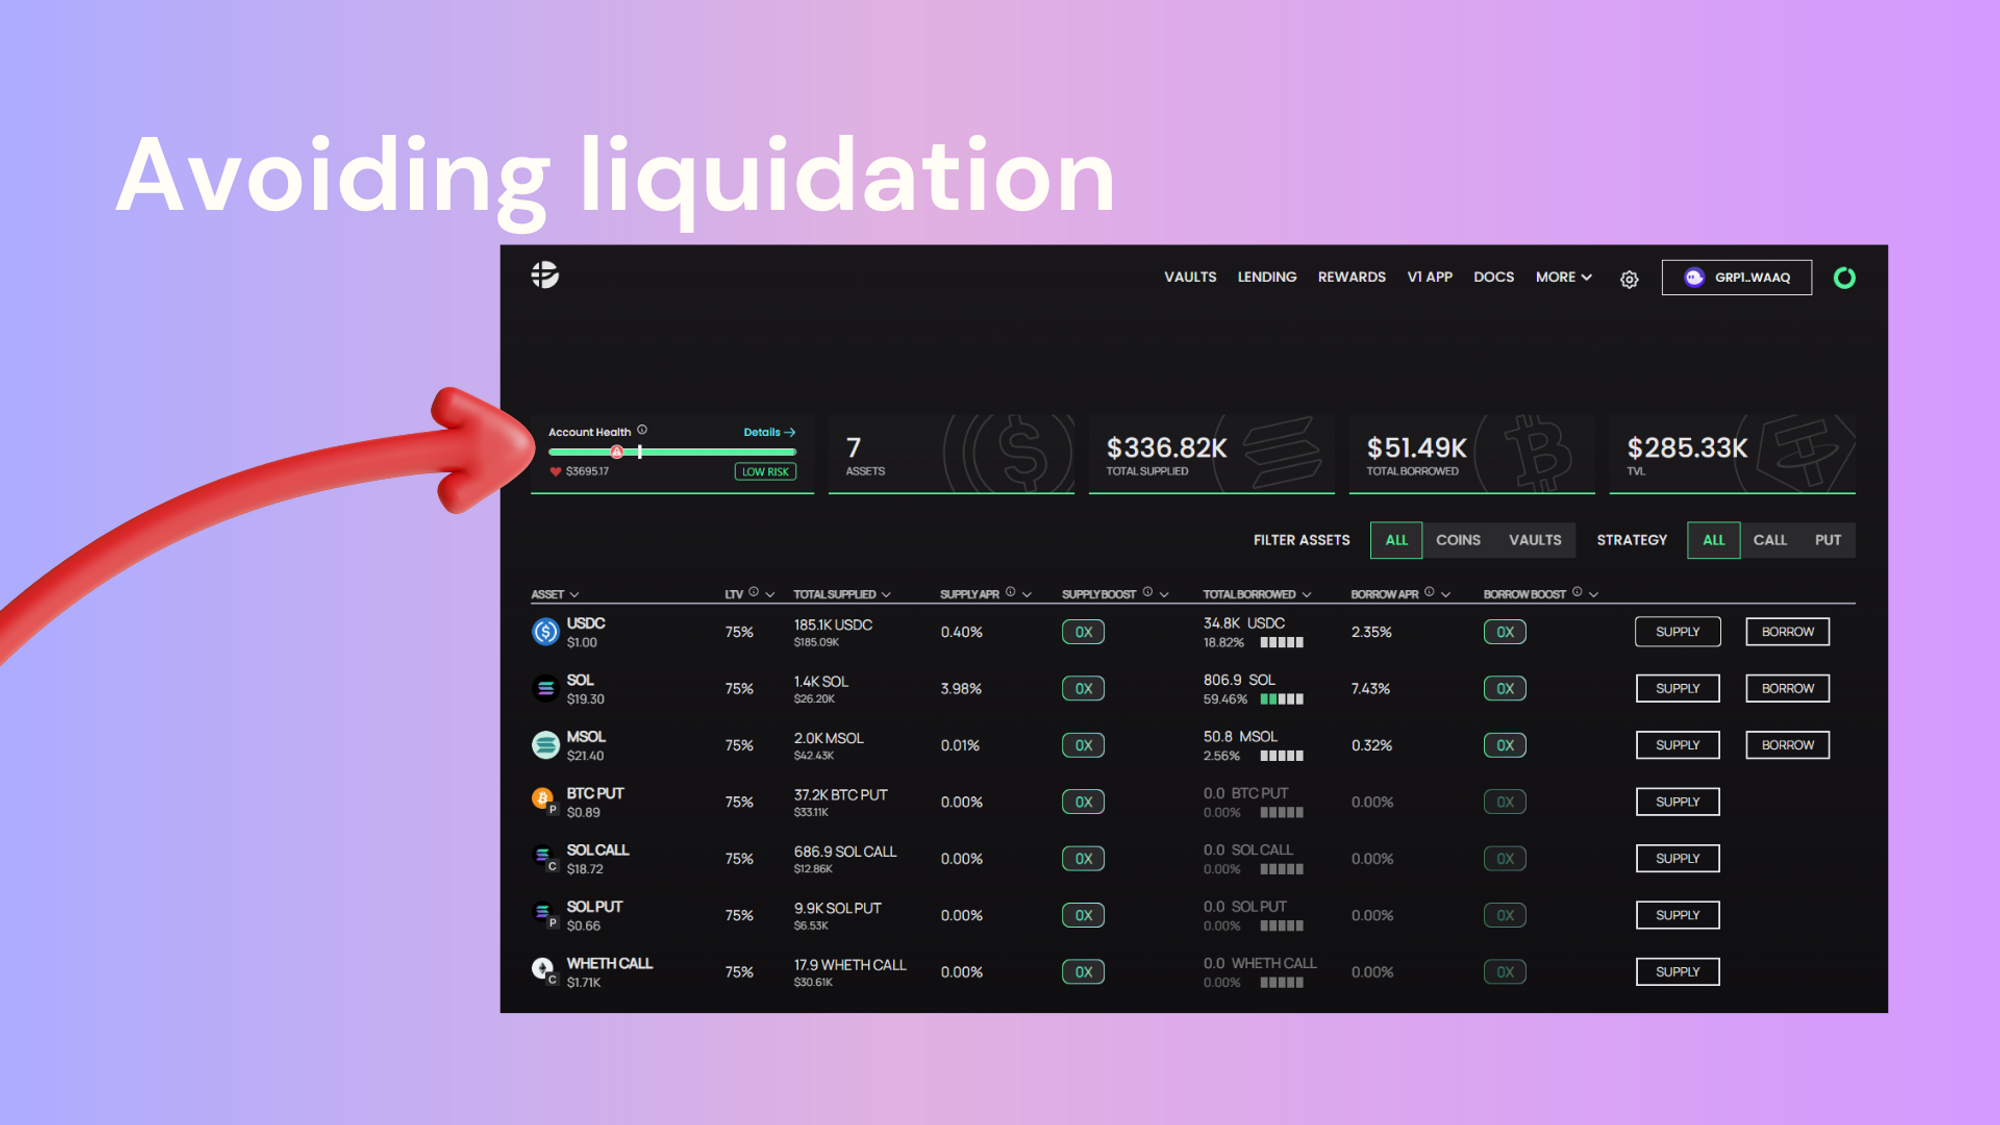 Avoiding liquidation
VAULTS LENDING REWARDS V1 APP DOCS MORE GRP1..WAAQ
Account Health Details →
$3695.17 LOW RISK
7
ASSETS
$336.82K
TOTAL SUPPLIED
$51.49K
TOTAL BORROWED
$285.33K
TVL
FILTER ASSETS ALL COINS VAULTS STRATEGY ALL CALL PUT
ASSET LTV TOTAL SUPPLIED SUPPLY APR SUPPLY BOOST TOTAL BORROWED BORROW APR BORROW BOOST
USDC 75% 185.1K USDC 0.40% 0X 34.8K USDC 2.35% 0X SUPPLY BORROW
$1.00 $185.09K 18.82%
SOL 75% 1.4K SOL 3.98% 0X 806.9 SOL 7.43% 0X SUPPLY BORROW
$19.30 $26.20K 59.46%
MSOL 75% 2.0K MSOL 0.01% 0X 50.8 MSOL 0.32% 0X SUPPLY BORROW
$21.40 $42.43K 2.56%
BTC PUT 75% 37.2K BTC PUT 0.00% 0X 0.0 BTC PUT 0.00% 0X SUPPLY
P $0.89 $33.11K 0.00%
SOL CALL 75% 686.9 SOL CALL 0.00% 0X 0.0 SOL CALL 0.00% 0X SUPPLY
C $18.72 $12.86K 0.00%
SOL PUT 75% 9.9K SOL PUT 0.00% 0X 0.0 SOL PUT 0.00% 0X SUPPLY
P $0.66 $6.53K 0.00%
WHETH CALL 75% 17.9 WHETH CALL 0.00% 0X 0.0 WHETH CALL 0.00% 0X SUPPLY
C $1.71K $30.61K 0.00%